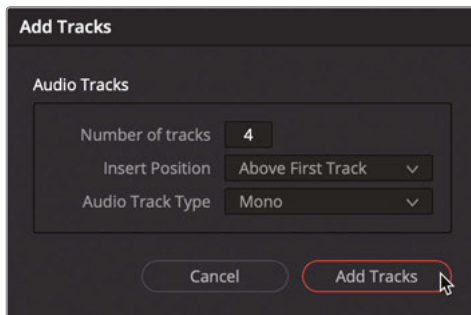 Add Tracks
Audio Tracks
Number of tracks 4
Insert Position Above First Track
Audio Track Type Mono
Cancel Add Tracks